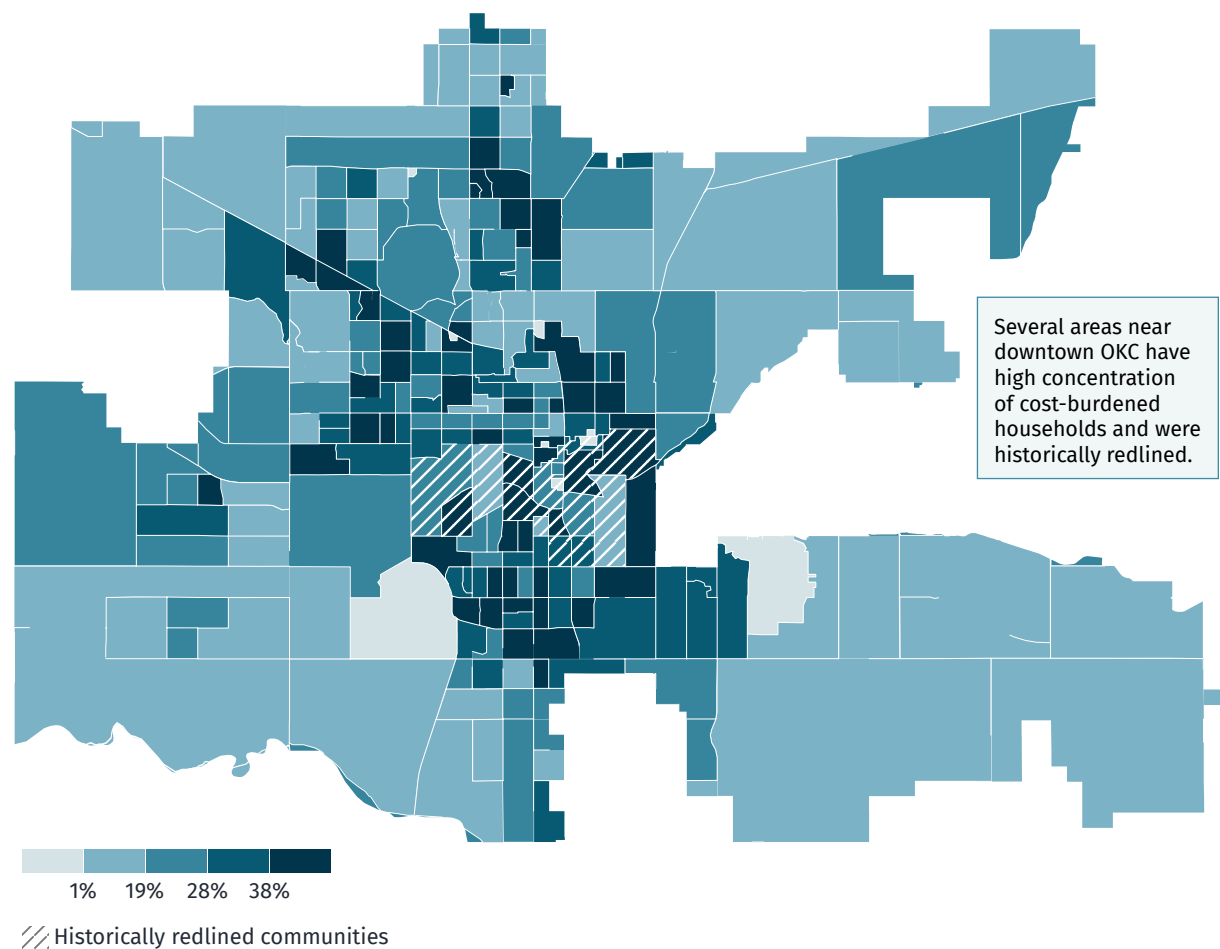 Several areas near
downtown OKC have
high concentration
of cost-burdened
households and were
historically redlined.
1% 19% 28% 38%
Historically redlined communities